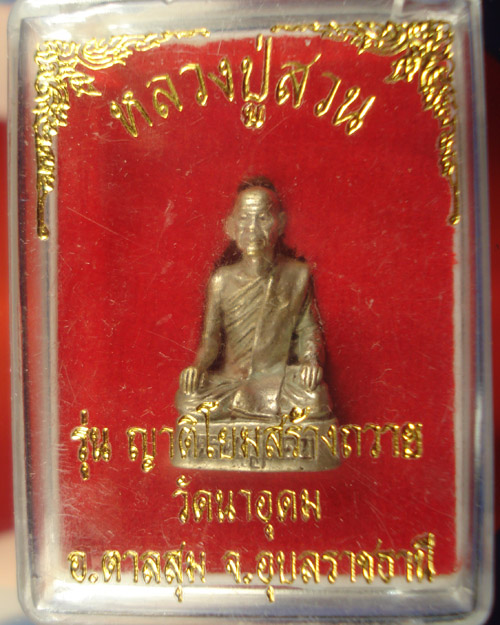 หลวงปู่สวน
รุ่น ญาติโยมสร้างถวาย
วัดนาอุดม
อ.ตาลสุม จ.อุบลราชธานี